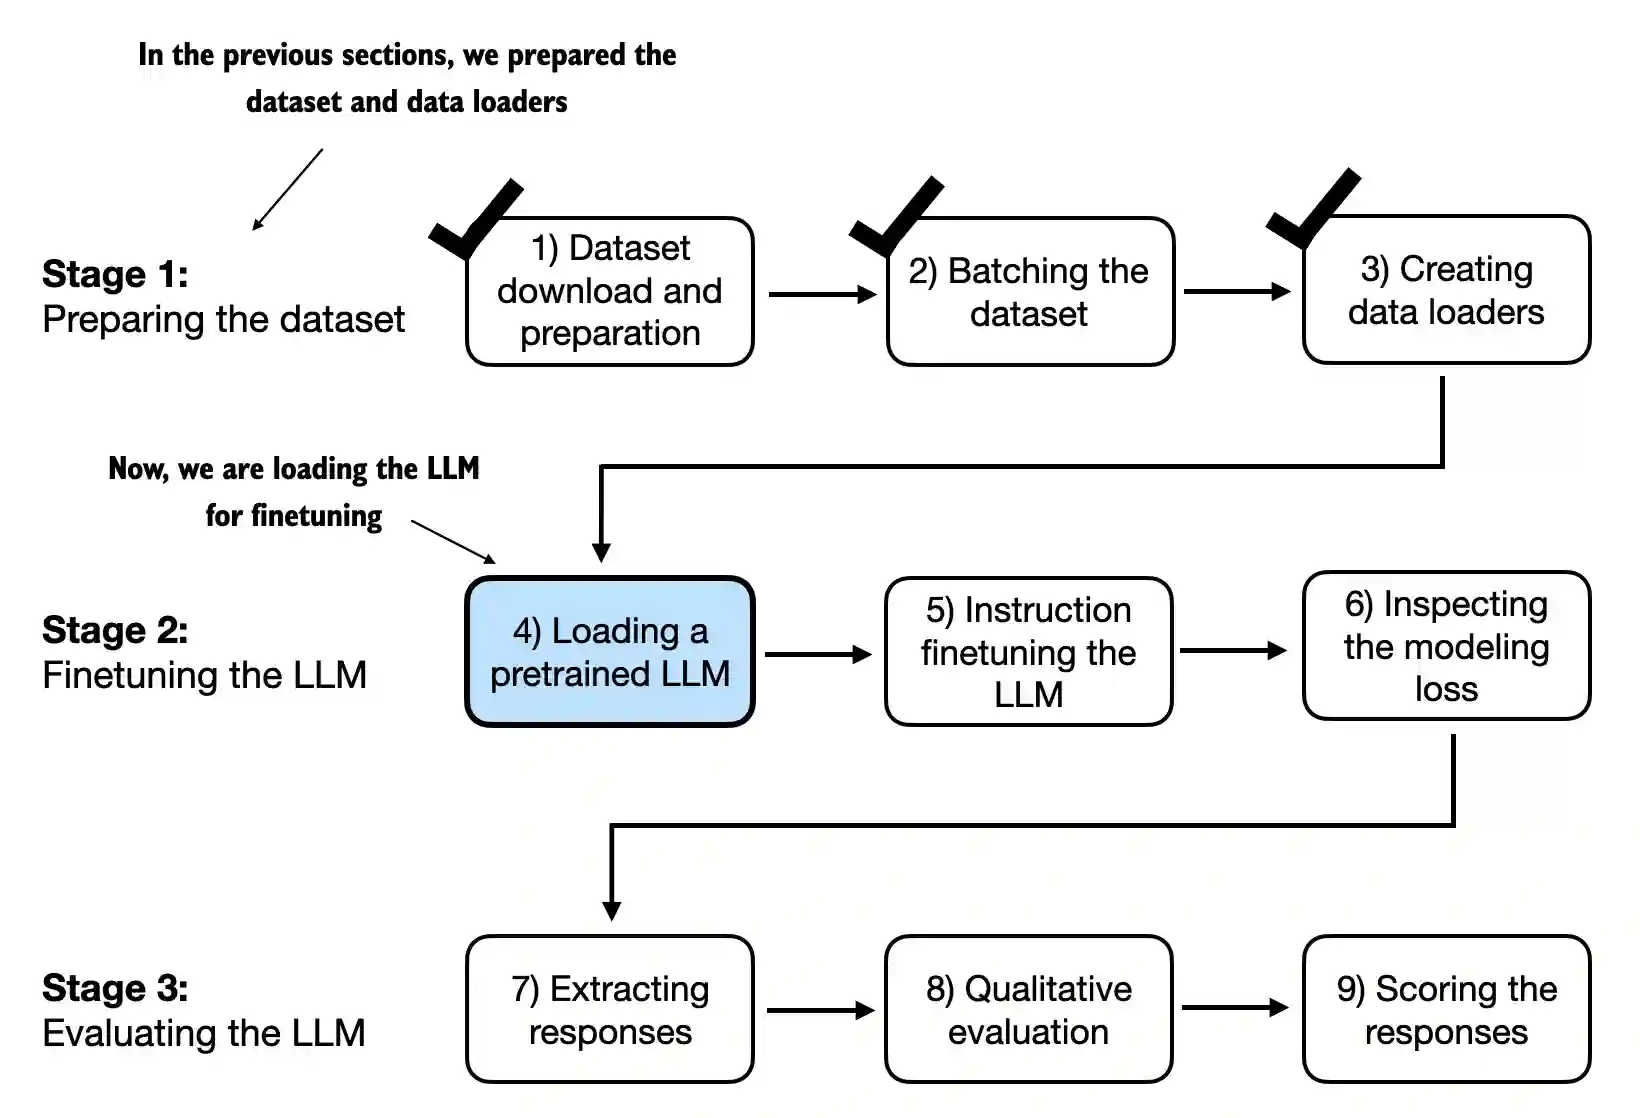 In the previous sections, we prepared the
dataset and data loaders
Stage 1:
Preparing the dataset
1) Dataset
download and
preparation
2) Batching the
dataset
3) Creating
data loaders
Now, we are loading the LLM
for finetuning
Stage 2:
Finetuning the LLM
4) Loading a
pretrained LLM
5) Instruction
finetuning the
LLM
6) Inspecting
the modeling
loss
Stage 3:
Evaluating the LLM
7) Extracting
responses
8) Qualitative
evaluation
9) Scoring the
responses